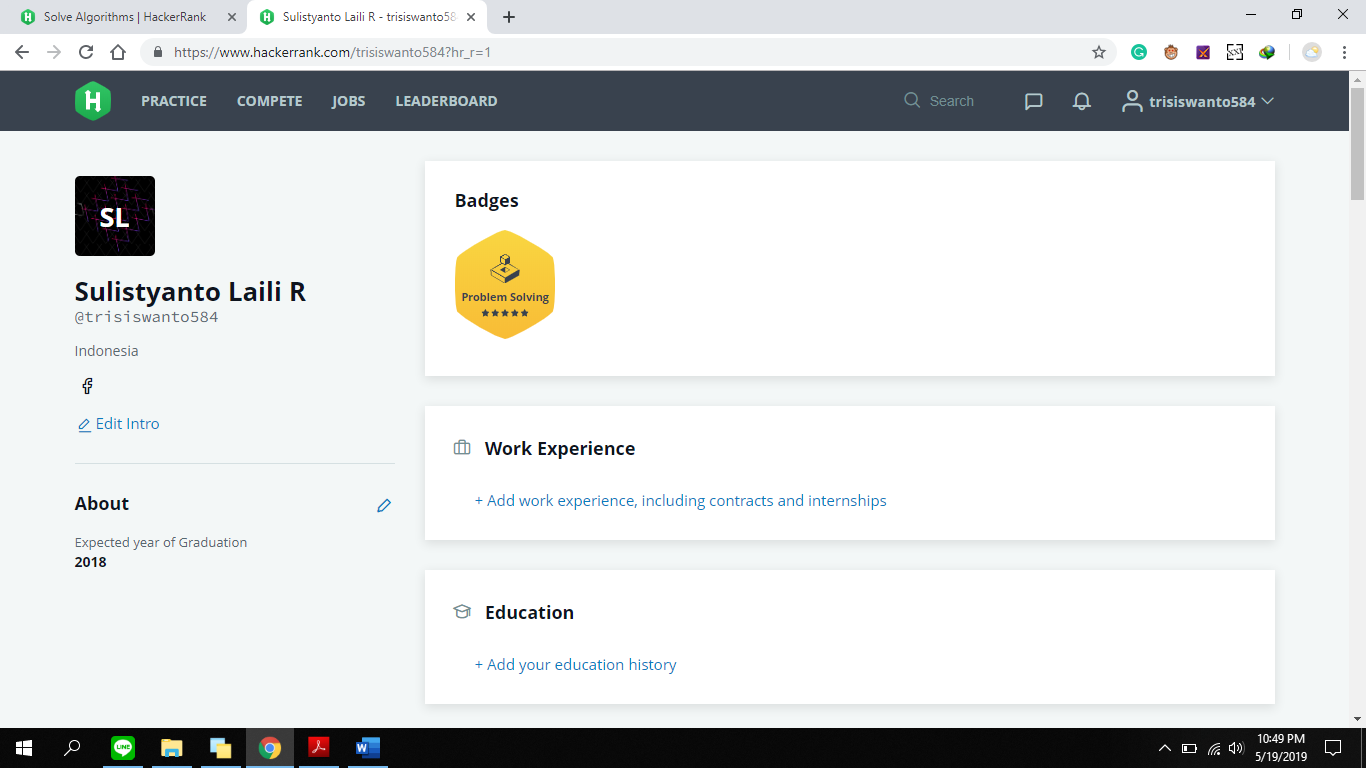 Solve Algorithms | HackerRank
Sulistyanto Laili R - trisiswanto58
https://www.hackerrank.com/trisiswanto584?hr_r=1
H
PRACTICE COMPETE JOBS LEADERBOARD Search trisiswanto584
SL
Sulistyanto Laili R
@trisiswanto584
Indonesia
Edit Intro
About
Expected year of Graduation
2018
Badges
Problem Solving
Work Experience
+ Add work experience, including contracts and internships
Education
+ Add your education history
LINE
10:49 PM
5/19/2019